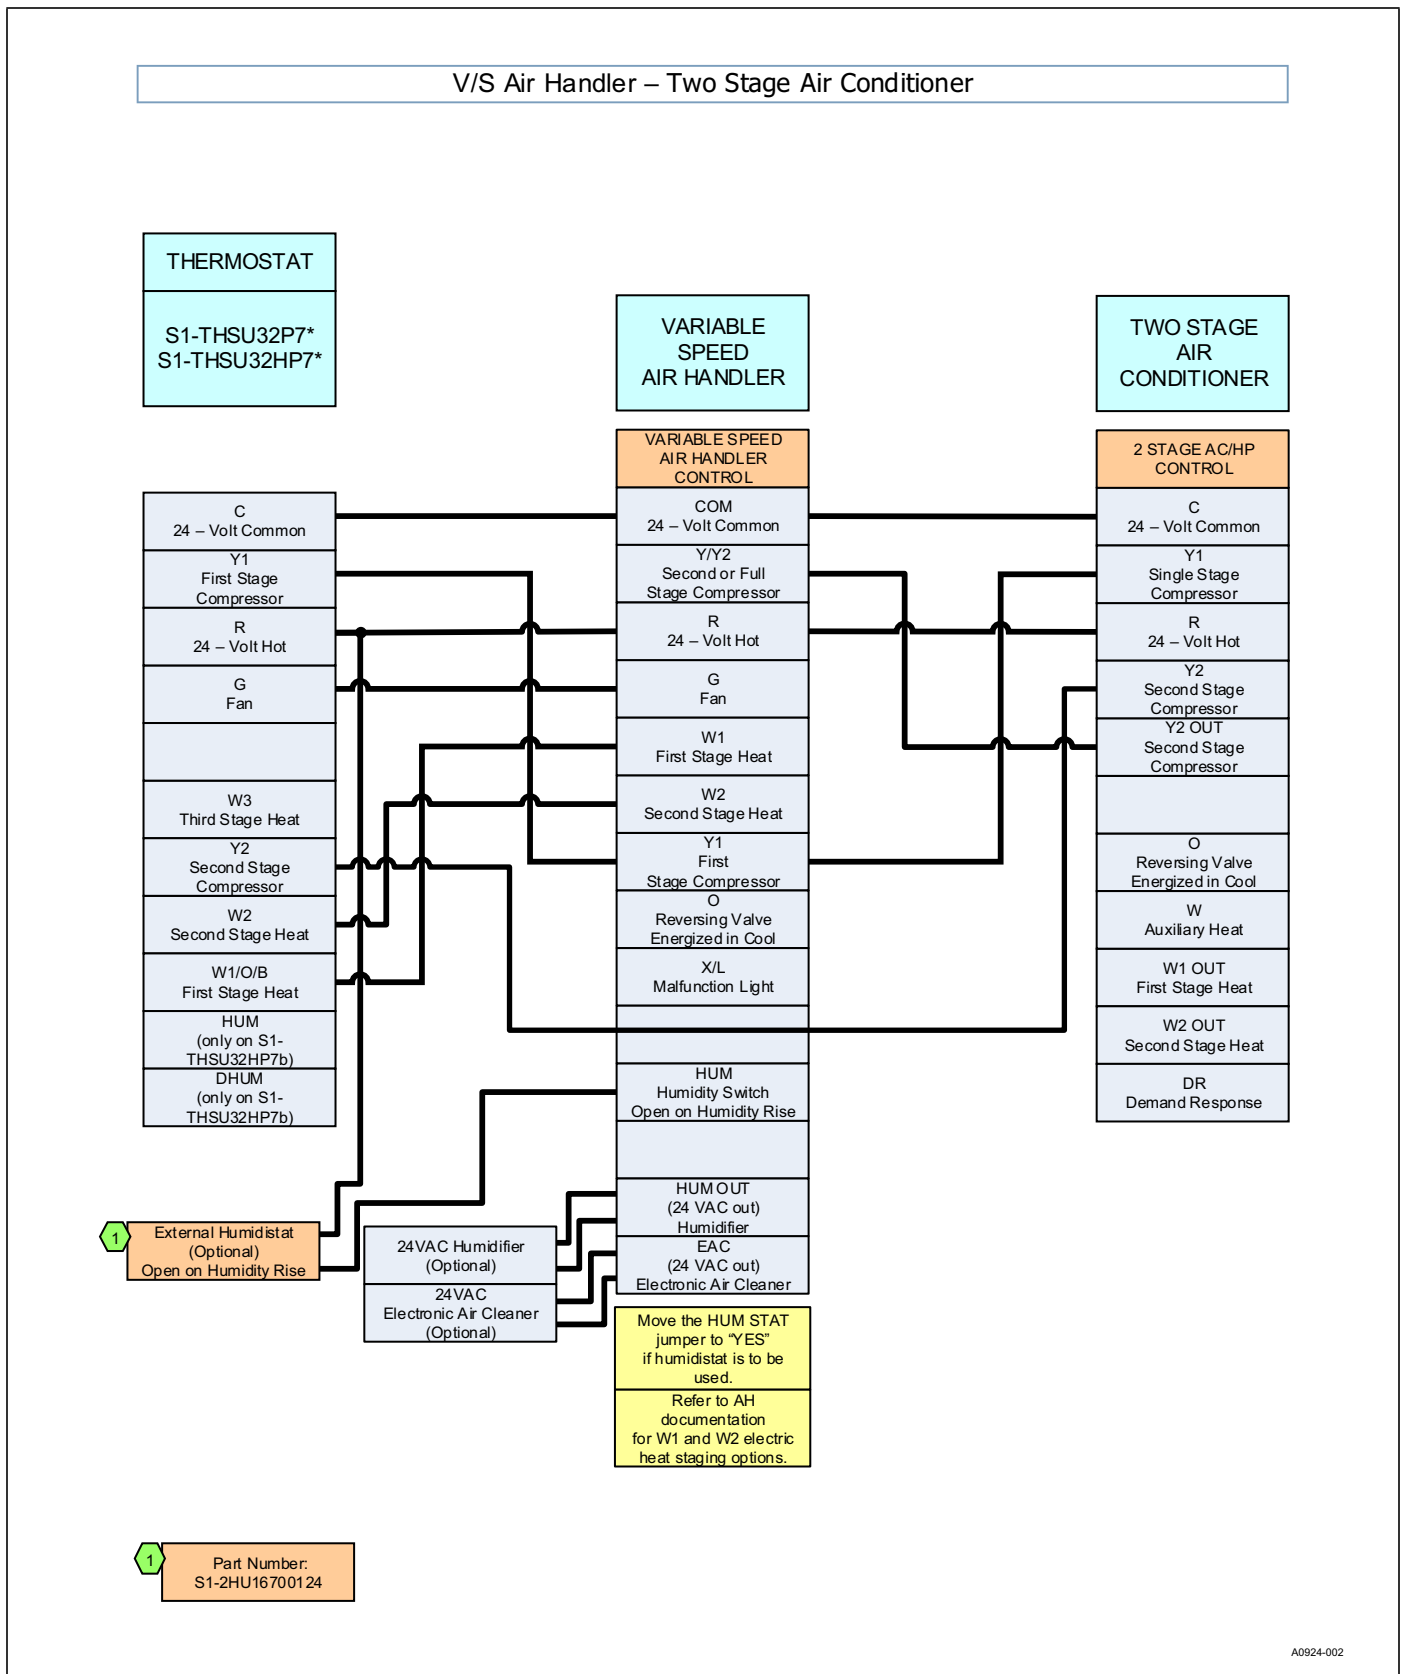 V/S Air Handler – Two Stage Air Conditioner
THERMOSTAT
S1-THSU32P7*
S1-THSU32HP7*
C
24 – Volt Common
Y1
First Stage
Compressor
R
24 – Volt Hot
G
Fan
W3
Third Stage Heat
Y2
Second Stage
Compressor
W2
Second Stage Heat
W1/O/B
First Stage Heat
HUM
(only on S1-
THSU32HP7b)
DHUM
(only on S1-
THSU32HP7b)
1
External Humidistat
(Optional)
Open on Humidity Rise
24VAC Humidifier
(Optional)
24VAC
Electronic Air Cleaner
(Optional)
VARIABLE
SPEED
AIR HANDLER
VARIABLE SPEED
AIR HANDLER
CONTROL
COM
24 – Volt Common
Y/Y2
Second or Full
Stage Compressor
R
24 – Volt Hot
G
Fan
W1
First Stage Heat
W2
Second Stage Heat
Y1
First
Stage Compressor
O
Reversing Valve
Energized in Cool
X/L
Malfunction Light
HUM
Humidity Switch
Open on Humidity Rise
HUM OUT
(24 VAC out)
Humidifier
EAC
(24 VAC out)
Electronic Air Cleaner
Move the HUM STAT
jumper to “YES”
if humidistat is to be
used.
Refer to AH
documentation
for W1 and W2 electric
heat staging options.
TWO STAGE
AIR
CONDITIONER
2 STAGE AC/HP
CONTROL
C
24 – Volt Common
Y1
Single Stage
Compressor
R
24 – Volt Hot
Y2
Second Stage
Compressor
Y2 OUT
Second Stage
Compressor
O
Reversing Valve
Energized in Cool
W
Auxiliary Heat
W1 OUT
First Stage Heat
W2 OUT
Second Stage Heat
DR
Demand Response
1
Part Number:
S1-2HU16700124
A0924-002